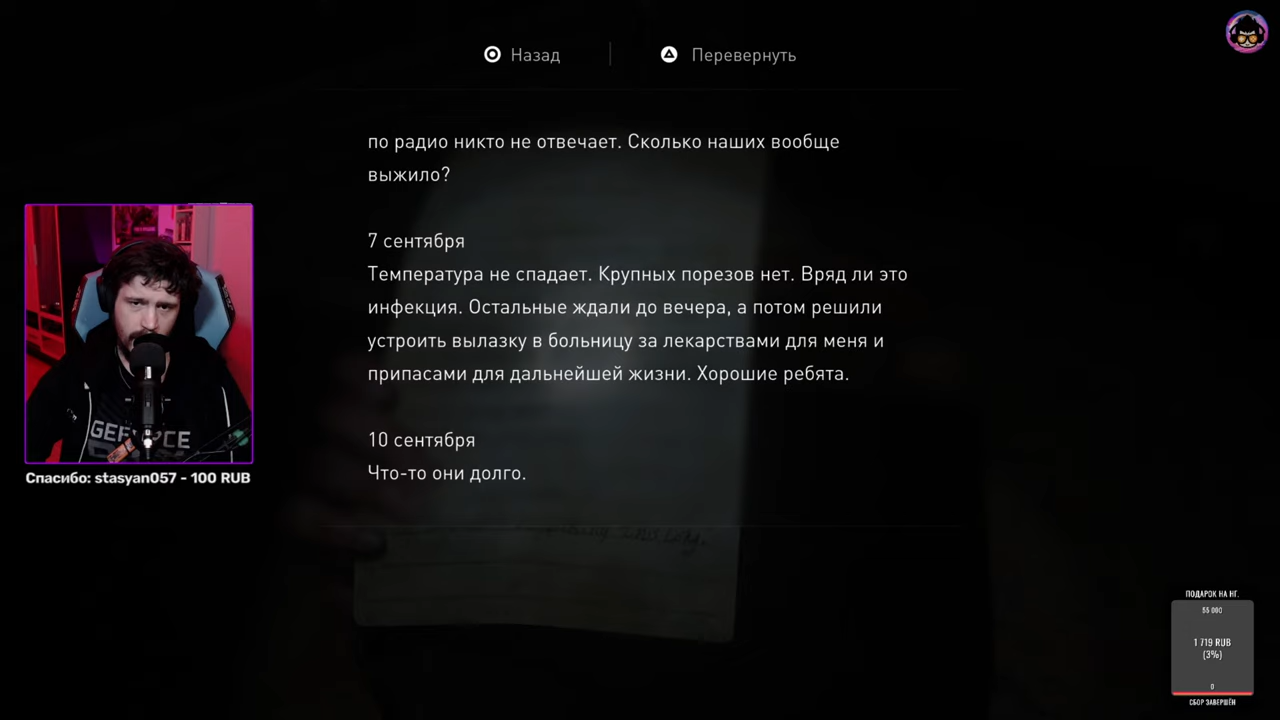 Назад
Перевернуть
по радио никто не отвечает. Сколько наших вообще
выжило?
7 сентября
Температура не спадает. Крупных порезов нет. Вряд ли это
инфекция. Остальные ждали до вечера, а потом решили
устроить вылазку в больницу за лекарствами для меня и
припасами для дальнейшей жизни. Хорошие ребята.
10 сентября
Что-то они долго.
Спасибо: stasyan057 - 100 RUB
ПОДАРОК НА НГ.
55 000
1 719 RUB
(3%)
0
СБОР ЗАВЕРШЁН